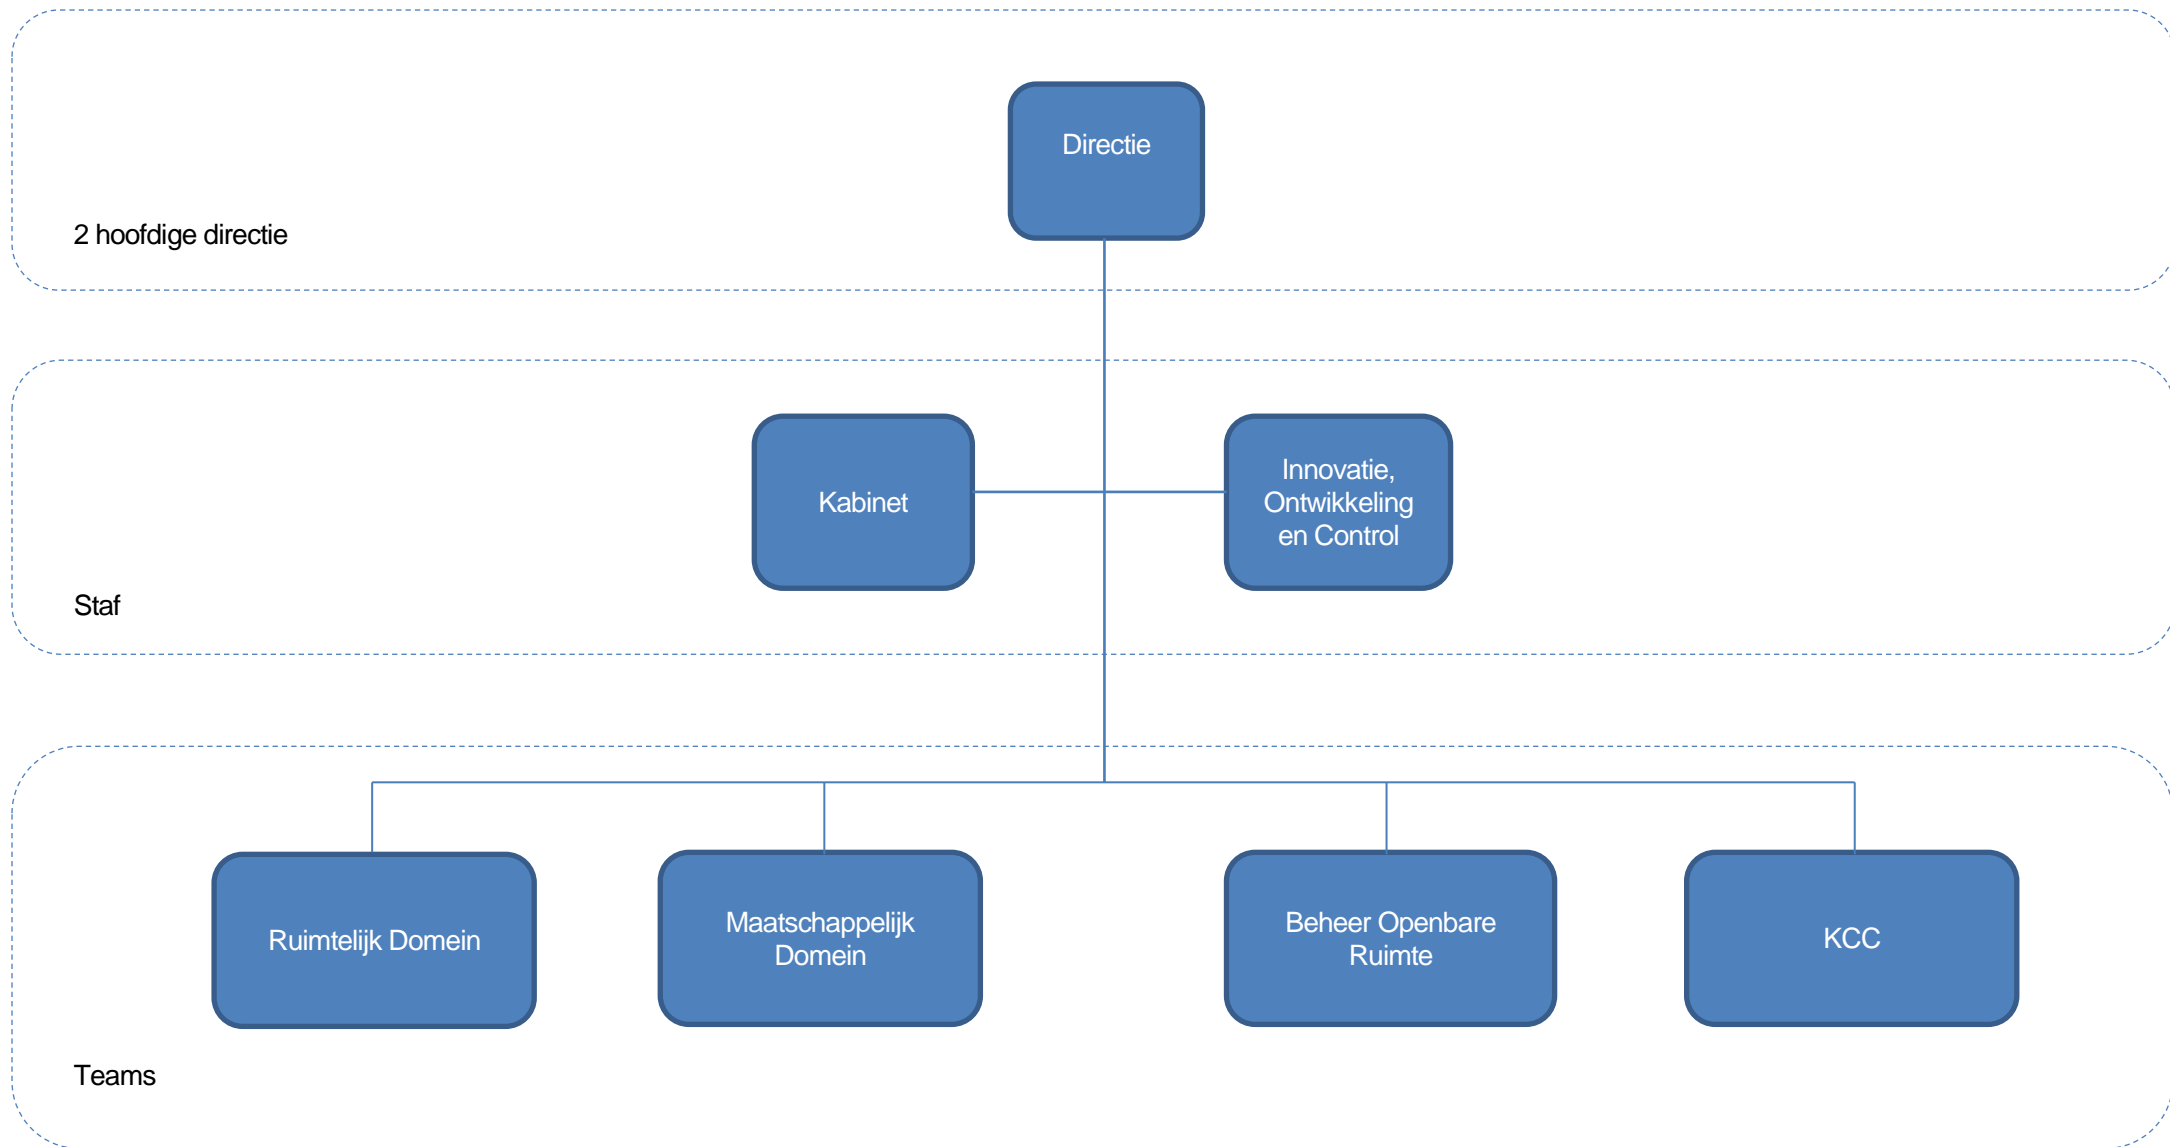 Directie
2 hoofdige directie
Kabinet
Innovatie,
Ontwikkeling
en Control
Staf
Ruimtelijk Domein
Maatschappelijk
Domein
Beheer Openbare
Ruimte
KCC
Teams